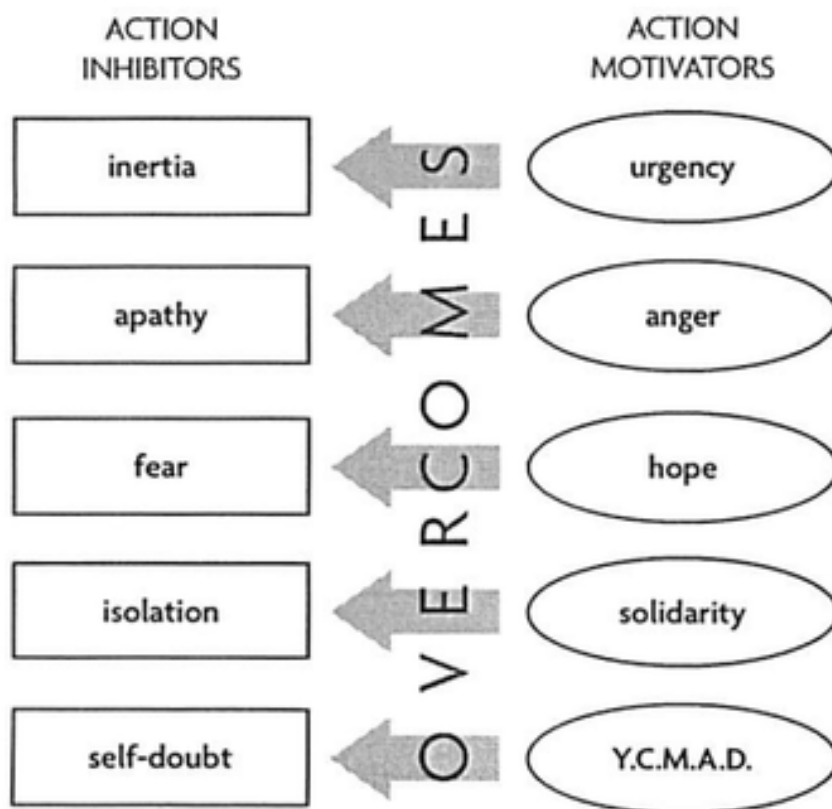 ACTION
INHIBITORS
ACTION
MOTIVATORS
inertia
urgency
apathy
anger
fear
hope
isolation
solidarity
self-doubt
Y.C.M.A.D.
OVERCOMES